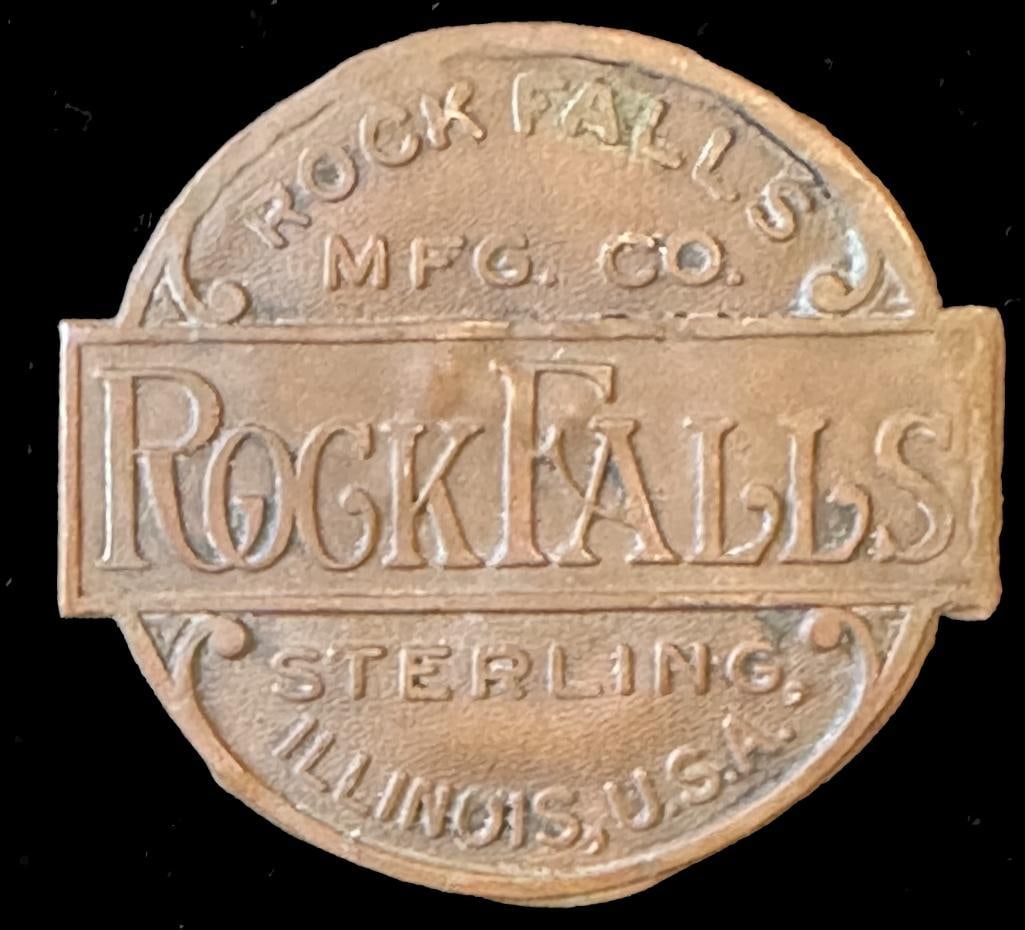 ROCK FALLS
MFG. CO.
ROCK FALLS
STERLING,
ILLINOIS, U.S.A.